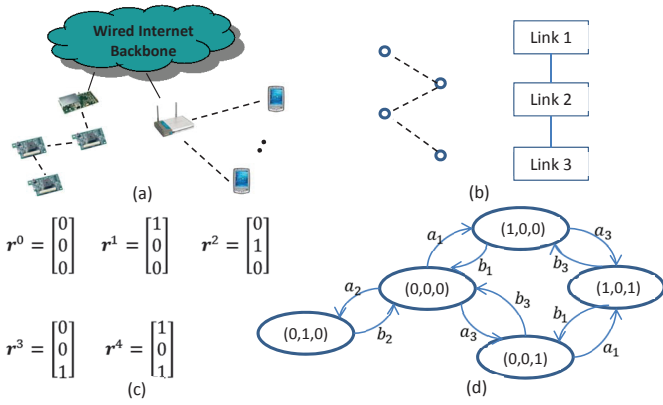 Wired Internet
Backbone
(a)
Link 1
Link 2
Link 3
(b)
r⁰ = [0 0 0] r¹ = [1 0 0] r² = [0 1 0]
r³ = [0 0 1] r⁴ = [1 0 1]
(c)
(1,0,0)
a₁ b₁ a₃ b₃
(0,0,0)
(1,0,1)
a₂ b₂ a₃ b₃ b₁ a₁
(0,1,0)
(0,0,1)
(d)